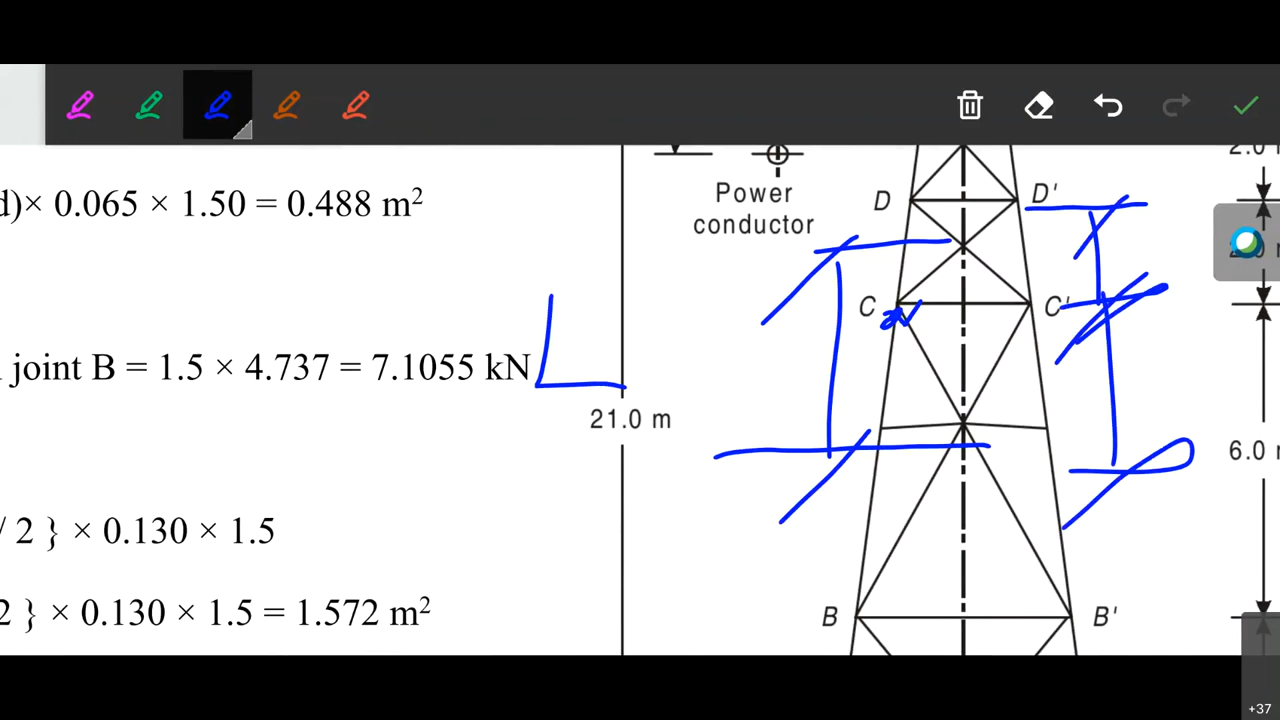 d)× 0.065 × 1.50 = 0.488 m²
joint B = 1.5 × 4.737 = 7.1055 kN
/ 2 } × 0.130 × 1.5
2 } × 0.130 × 1.5 = 1.572 m²
21.0 m
Power
conductor
D
D'
C
C'
B
B'
2.0
6.0
+37